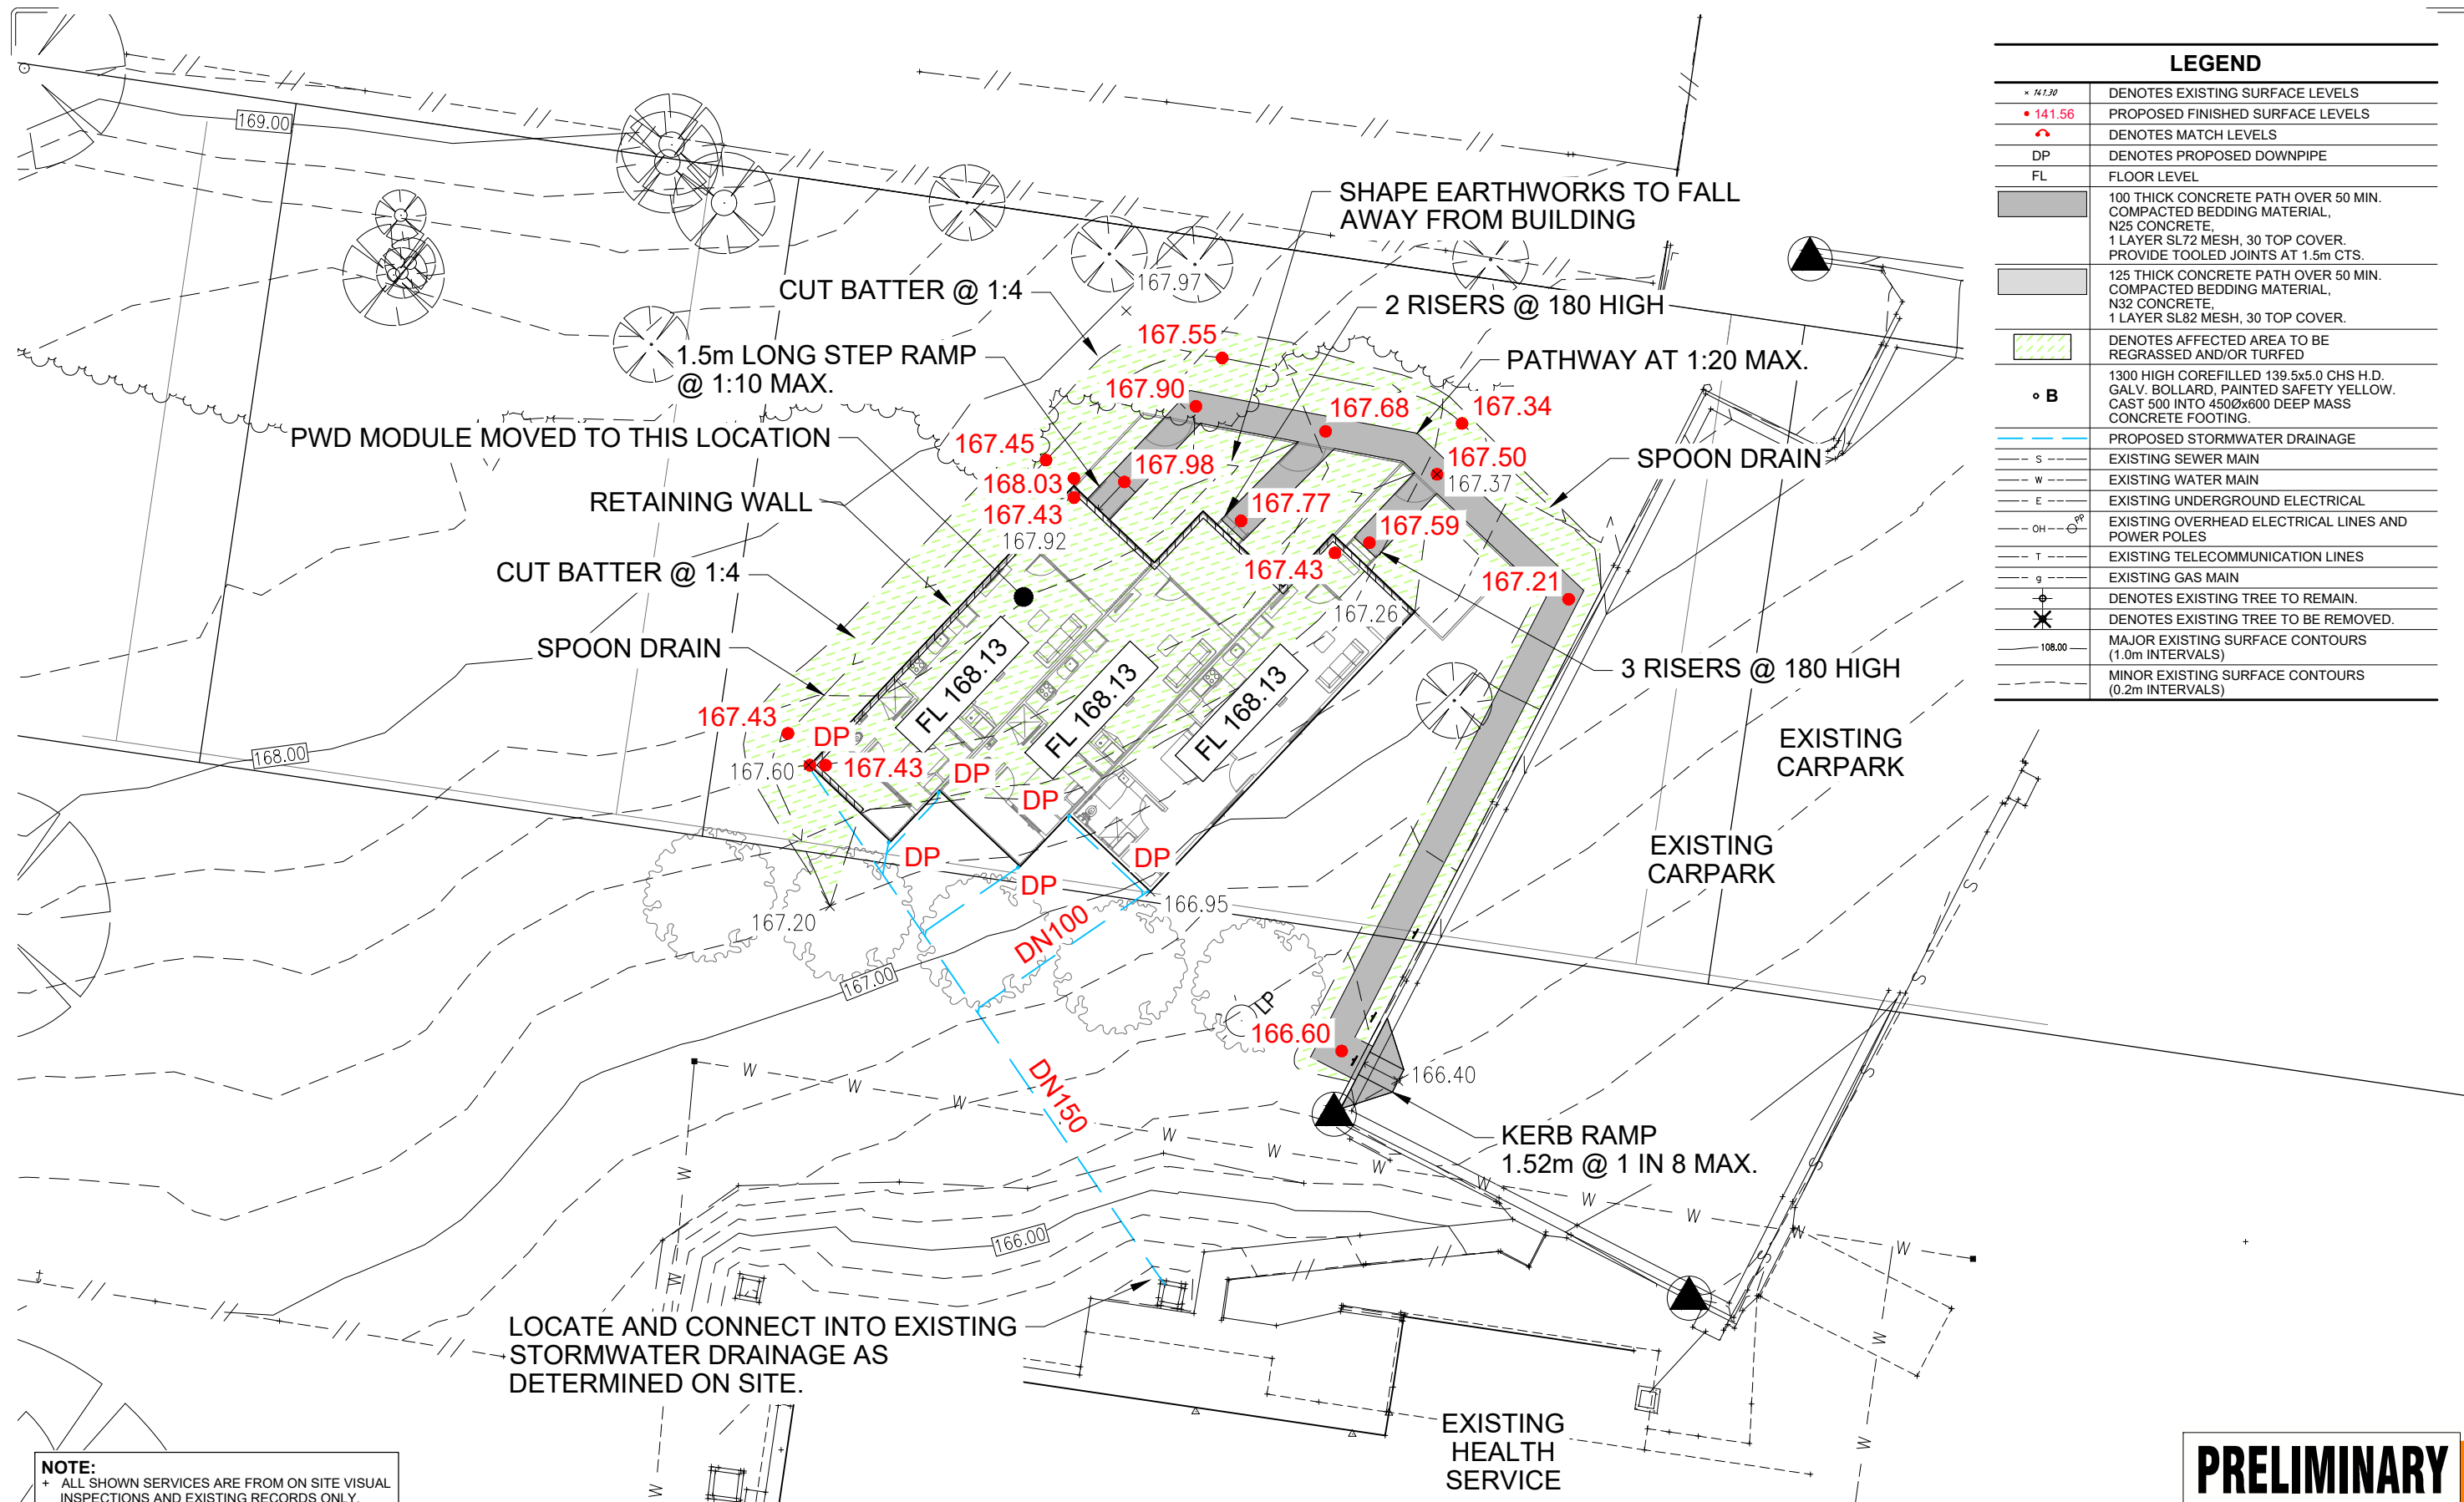 LEGEND
× 141.30 DENOTES EXISTING SURFACE LEVELS
• 141.56 PROPOSED FINISHED SURFACE LEVELS
DENOTES MATCH LEVELS
DP DENOTES PROPOSED DOWNPIPE
FL FLOOR LEVEL
100 THICK CONCRETE PATH OVER 50 MIN.
COMPACTED BEDDING MATERIAL,
N25 CONCRETE,
1 LAYER SL72 MESH, 30 TOP COVER.
PROVIDE TOOLED JOINTS AT 1.5m CTS.
125 THICK CONCRETE PATH OVER 50 MIN.
COMPACTED BEDDING MATERIAL,
N32 CONCRETE,
1 LAYER SL82 MESH, 30 TOP COVER.
DENOTES AFFECTED AREA TO BE
REGRASSED AND/OR TURFED
B 1300 HIGH COREFILLED 139.5x5.0 CHS H.D.
GALV. BOLLARD, PAINTED SAFETY YELLOW.
CAST 500 INTO 450Øx600 DEEP MASS
CONCRETE FOOTING.
PROPOSED STORMWATER DRAINAGE
S EXISTING SEWER MAIN
W EXISTING WATER MAIN
E EXISTING UNDERGROUND ELECTRICAL
OH PP EXISTING OVERHEAD ELECTRICAL LINES AND
POWER POLES
T EXISTING TELECOMMUNICATION LINES
g EXISTING GAS MAIN
DENOTES EXISTING TREE TO REMAIN.
DENOTES EXISTING TREE TO BE REMOVED.
108.00 MAJOR EXISTING SURFACE CONTOURS
(1.0m INTERVALS)
MINOR EXISTING SURFACE CONTOURS
(0.2m INTERVALS)
169.00
SHAPE EARTHWORKS TO FALL
AWAY FROM BUILDING
167.97
CUT BATTER @ 1:4
2 RISERS @ 180 HIGH
167.55
1.5m LONG STEP RAMP
@ 1:10 MAX.
PATHWAY AT 1:20 MAX.
167.90
167.68
167.34
PWD MODULE MOVED TO THIS LOCATION
167.45
167.98
167.50
SPOON DRAIN
168.03
167.37
RETAINING WALL
167.43
167.77
167.59
167.92
CUT BATTER @ 1:4
167.43
167.21
167.26
SPOON DRAIN
FL 168.13
FL 168.13
FL 168.13
3 RISERS @ 180 HIGH
167.43
DP
168.00
167.60
167.43
DP
DP
EXISTING
CARPARK
DP
DP
DP
EXISTING
CARPARK
167.20
166.95
DN100
167.00
LP
166.60
DN150
166.40
KERB RAMP
1.52m @ 1 IN 8 MAX.
W W W W W W W W W W
W W W W W W
S S S S S
166.00
LOCATE AND CONNECT INTO EXISTING
STORMWATER DRAINAGE AS
DETERMINED ON SITE.
EXISTING
HEALTH
SERVICE
NOTE:
+ ALL SHOWN SERVICES ARE FROM ON SITE VISUAL
INSPECTIONS AND EXISTING RECORDS ONLY.
PRELIMINARY